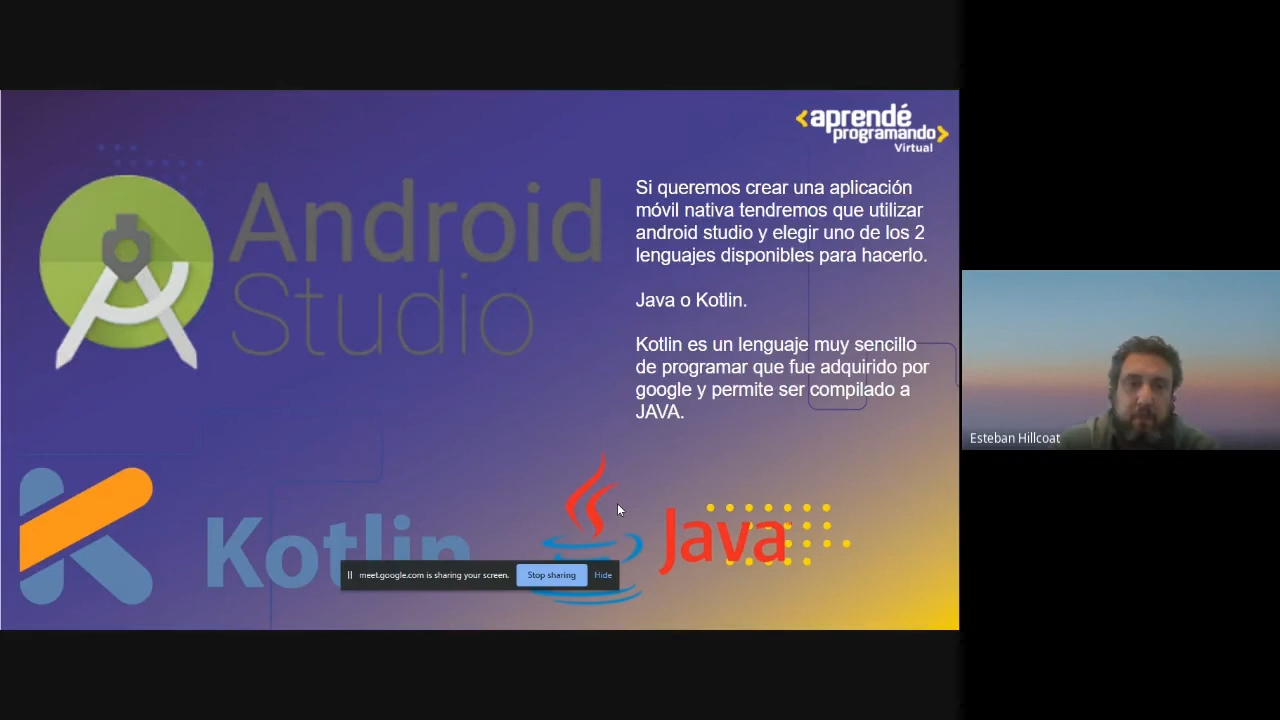 <aprendé
programando>
Virtual
Android
Studio
Si queremos crear una aplicación
móvil nativa tendremos que utilizar
android studio y elegir uno de los 2
lenguajes disponibles para hacerlo.
Java o Kotlin.
Kotlin es un lenguaje muy sencillo
de programar que fue adquirido por
google y permite ser compilado a
JAVA.
Esteban Hillcoat
Kotlin
Java
meet.google.com is sharing your screen.
Stop sharing
Hide